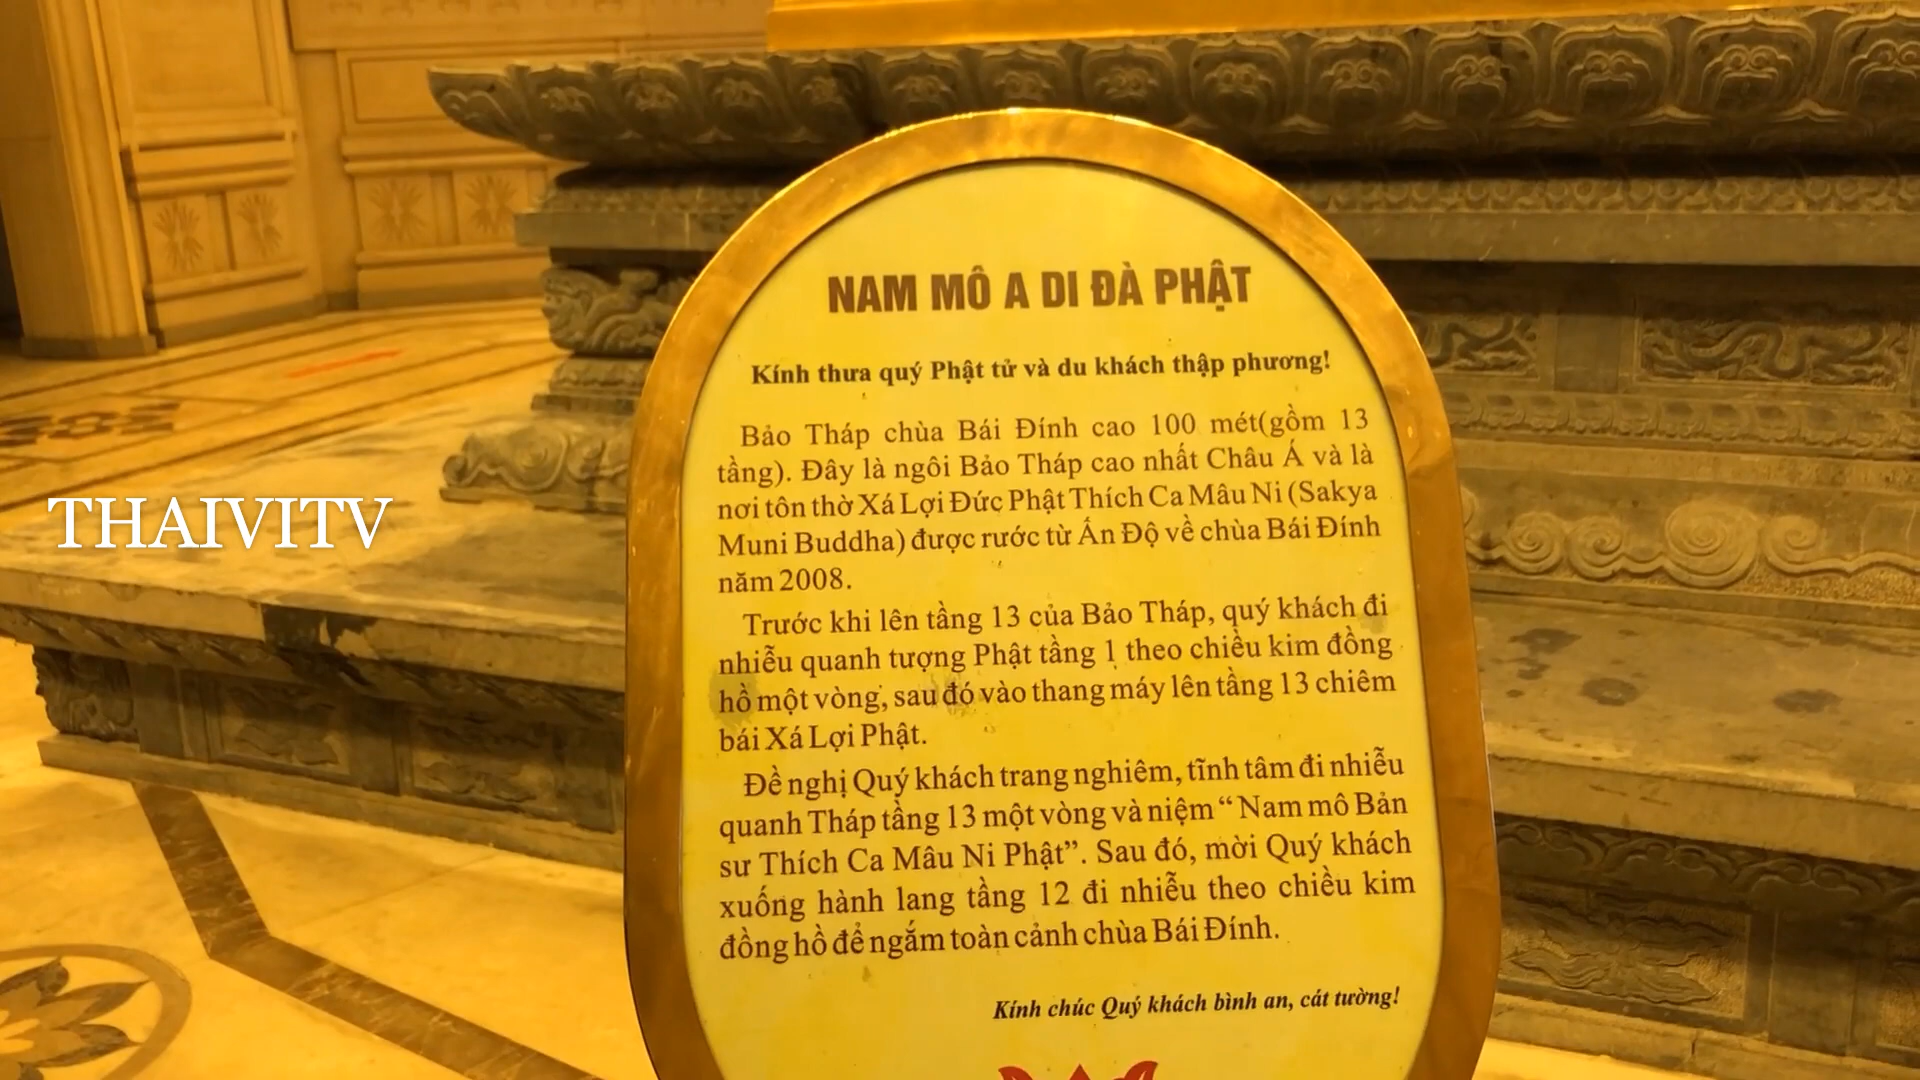 NAM MÔ A DI ĐÀ PHẬT
Kính thưa quý Phật tử và du khách thập phương!
Bảo Tháp chùa Bái Đính cao 100 mét(gồm 13
tầng). Đây là ngôi Bảo Tháp cao nhất Châu Á và là
nơi tôn thờ Xá Lợi Đức Phật Thích Ca Mâu Ni (Sakya
Muni Buddha) được rước từ Ấn Độ về chùa Bái Đính
năm 2008.
Trước khi lên tầng 13 của Bảo Tháp, quý khách đi
nhiễu quanh tượng Phật tầng 1 theo chiều kim đồng
hồ một vòng, sau đó vào thang máy lên tầng 13 chiêm
bái Xá Lợi Phật.
Đề nghị Quý khách trang nghiêm, tĩnh tâm đi nhiễu
quanh Tháp tầng 13 một vòng và niệm “ Nam mô Bản
sư Thích Ca Mâu Ni Phật”. Sau đó, mời Quý khách
xuống hành lang tầng 12 đi nhiễu theo chiều kim
đồng hồ để ngắm toàn cảnh chùa Bái Đính.
Kính chúc Quý khách bình an, cát tường!
THAIVITV